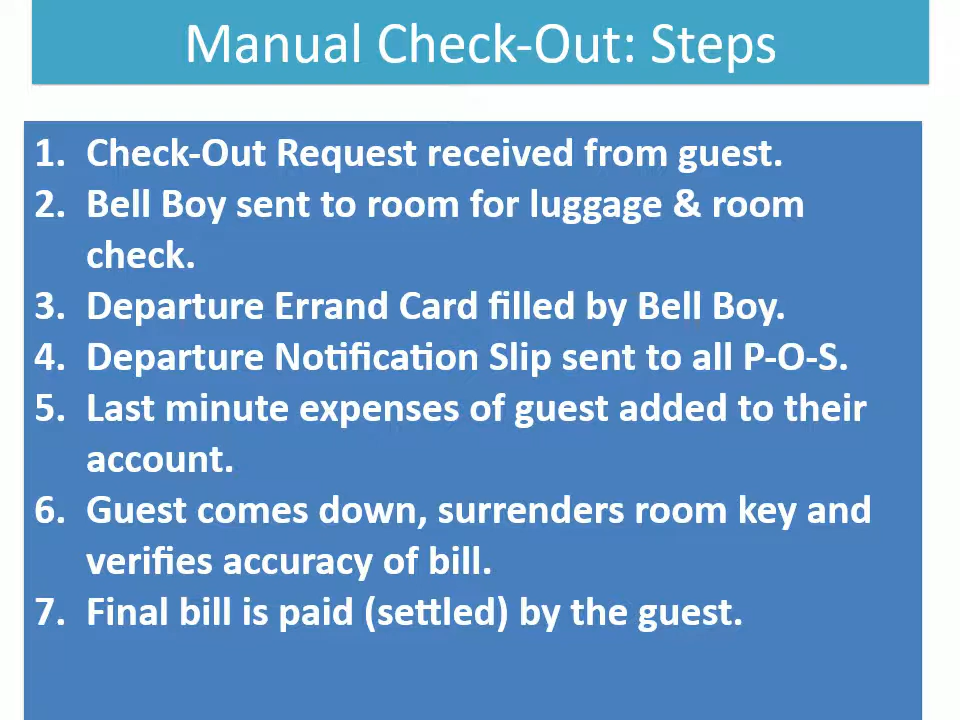 Manual Check-Out: Steps
1. Check-Out Request received from guest.
2. Bell Boy sent to room for luggage & room
check.
3. Departure Errand Card filled by Bell Boy.
4. Departure Notification Slip sent to all P-O-S.
5. Last minute expenses of guest added to their
account.
6. Guest comes down, surrenders room key and
verifies accuracy of bill.
7. Final bill is paid (settled) by the guest.